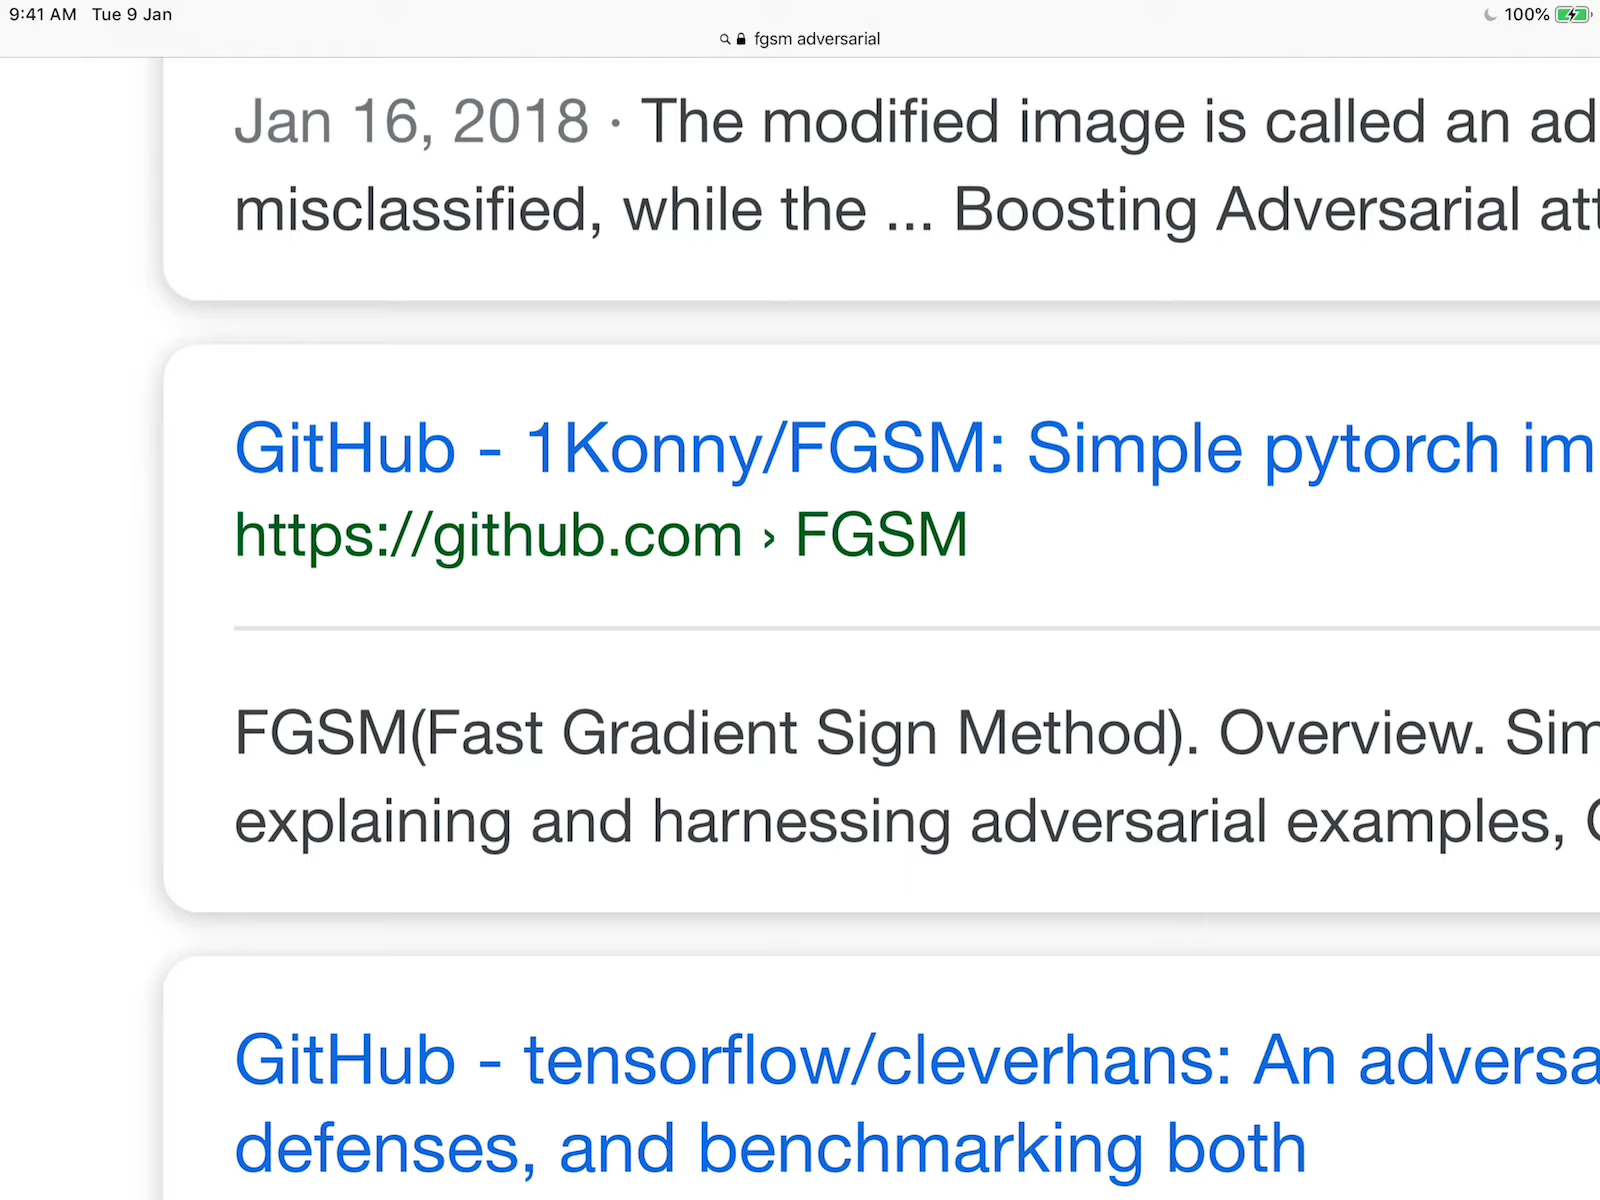 9:41 AM Tue 9 Jan
100%
fgsm adversarial
Jan 16, 2018 · The modified image is called an ad
misclassified, while the ... Boosting Adversarial att
GitHub - 1Konny/FGSM: Simple pytorch im
https://github.com › FGSM
FGSM(Fast Gradient Sign Method). Overview. Sim
explaining and harnessing adversarial examples,
GitHub - tensorflow/cleverhans: An adversa
defenses, and benchmarking both